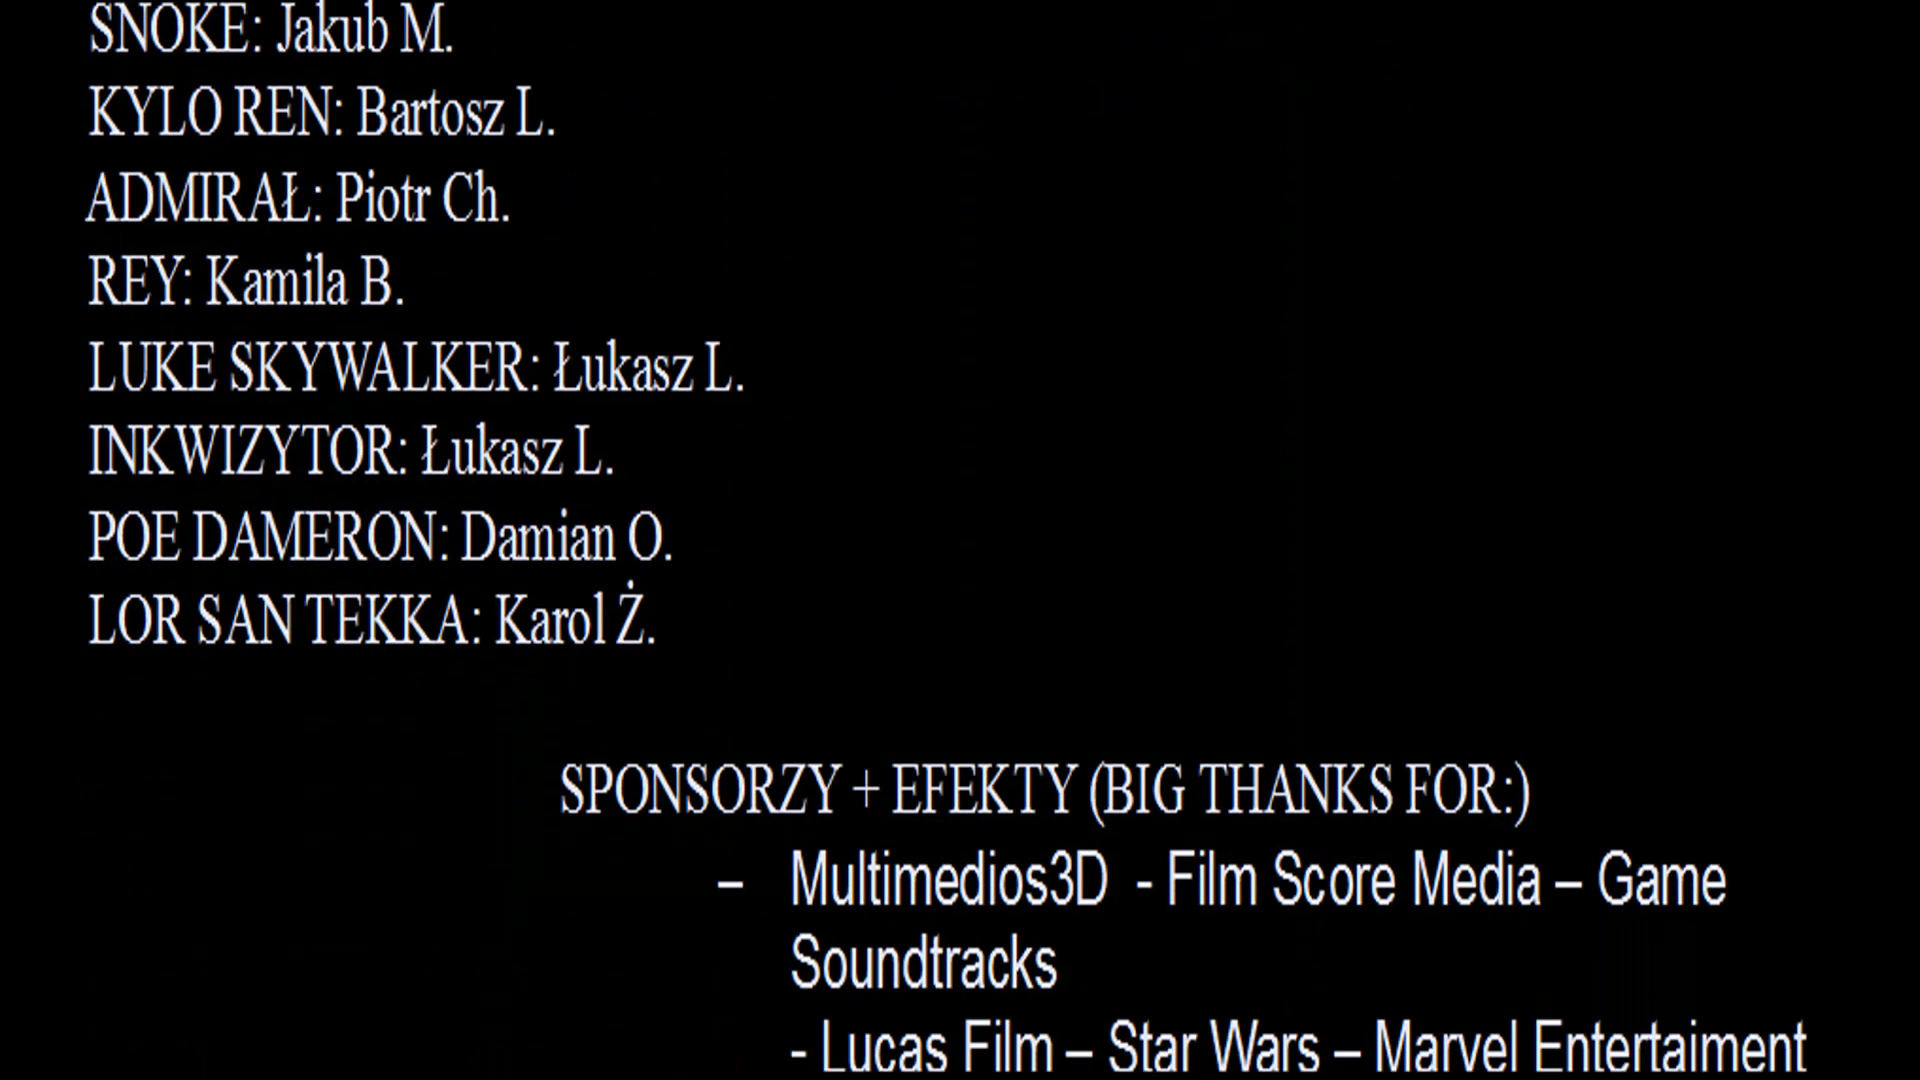 SNOKE: Jakub M.
KYLO REN: Bartosz L.
ADMIRAŁ: Piotr Ch.
REY: Kamila B.
LUKE SKYWALKER: Łukasz L.
INKWIZYTOR: Łukasz L.
POE DAMERON: Damian O.
LOR SAN TEKKA: Karol Ż.
SPONSORZY + EFEKTY (BIG THANKS FOR:)
– Multimedios3D - Film Score Media – Game
Soundtracks
- Lucas Film – Star Wars – Marvel Entertaiment